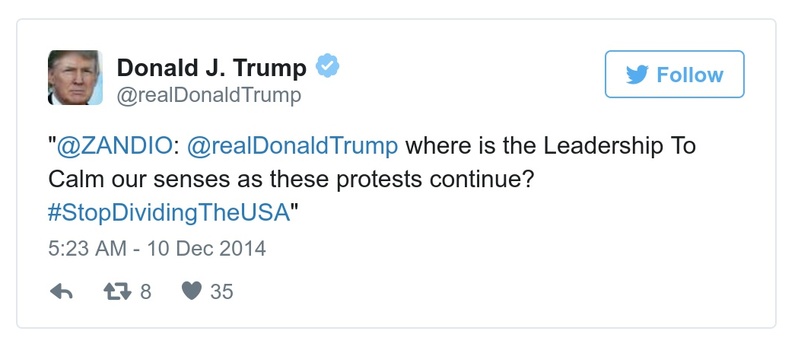 Donald J. Trump
@realDonaldTrump
Follow
"@ZANDIO: @realDonaldTrump where is the Leadership To
Calm our senses as these protests continue?
#StopDividingTheUSA"
5:23 AM - 10 Dec 2014
8 35